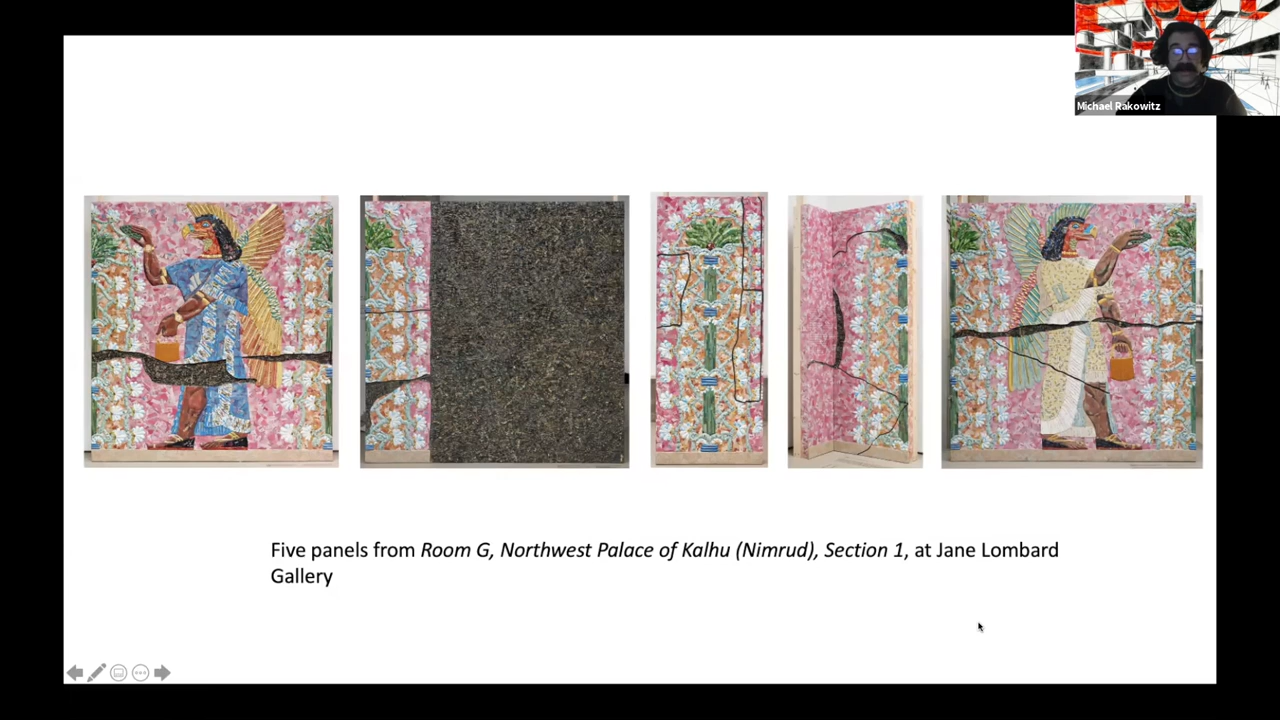 Michael Rakowitz
Five panels from Room G, Northwest Palace of Kalhu (Nimrud), Section 1, at Jane Lombard
Gallery